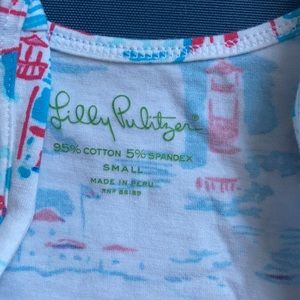 Lilly Pulitzer
95% COTTON 5% SPANDEX
SMALL
MADE IN PERU